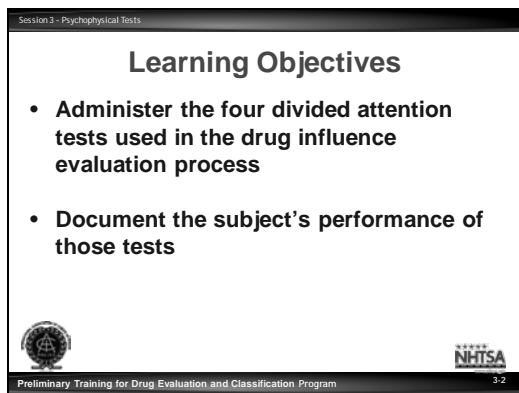 Session 3 - Psychophysical Tests
Learning Objectives
• Administer the four divided attention
tests used in the drug influence
evaluation process
• Document the subject's performance of
those tests
NHTSA
Preliminary Training for Drug Evaluation and Classification Program
3-2